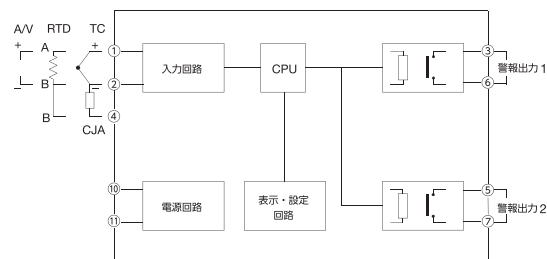 A/V RTD TC
+ A + ①
入力回路
CPU
③
警報出力1
⑥
− B − ②
B ④
CJA
⑩
電源回路
⑪
表示・設定
回路
⑤
警報出力2
⑦